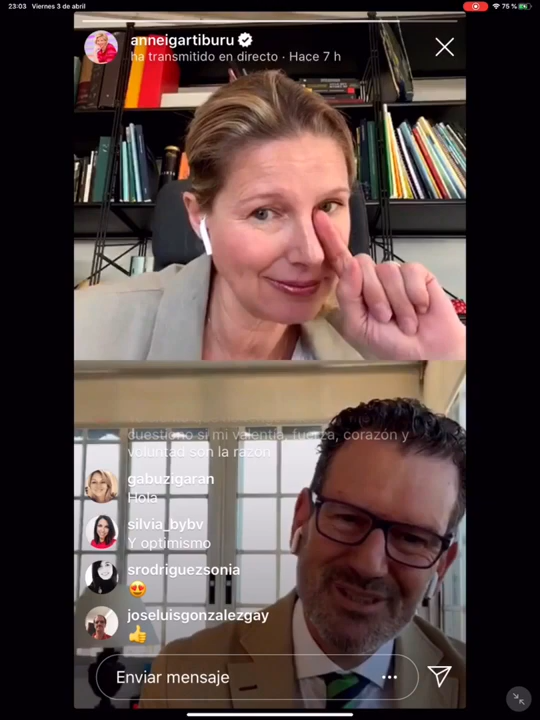 23:03 Viernes 3 de abril
75 %
anneigartiburu
ha transmitido en directo · Hace 7 h
cuestiono si mi valentía, fuerza, corazón y
voluntad son la razón
gabuzigaran
Hola
silvia_bybv
Y optimismo
srodriguezsonia
😍
joseluisgonzalezgay
👍
Enviar mensaje